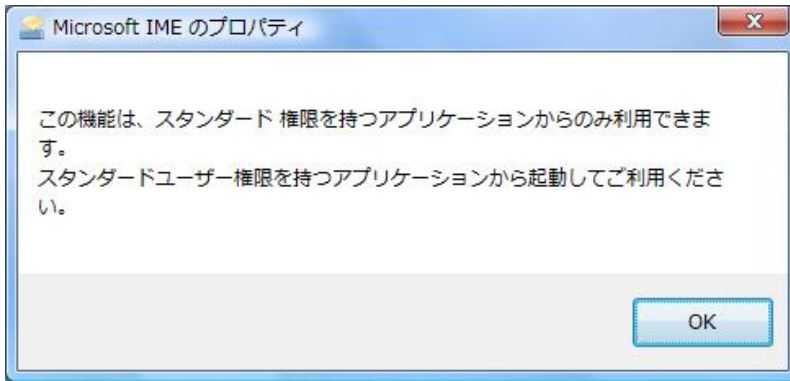 Microsoft IME のプロパティ
この機能は、スタンダード 権限を持つアプリケーションからのみ利用できま
す。
スタンダードユーザー権限を持つアプリケーションから起動してご利用くださ
い。
OK